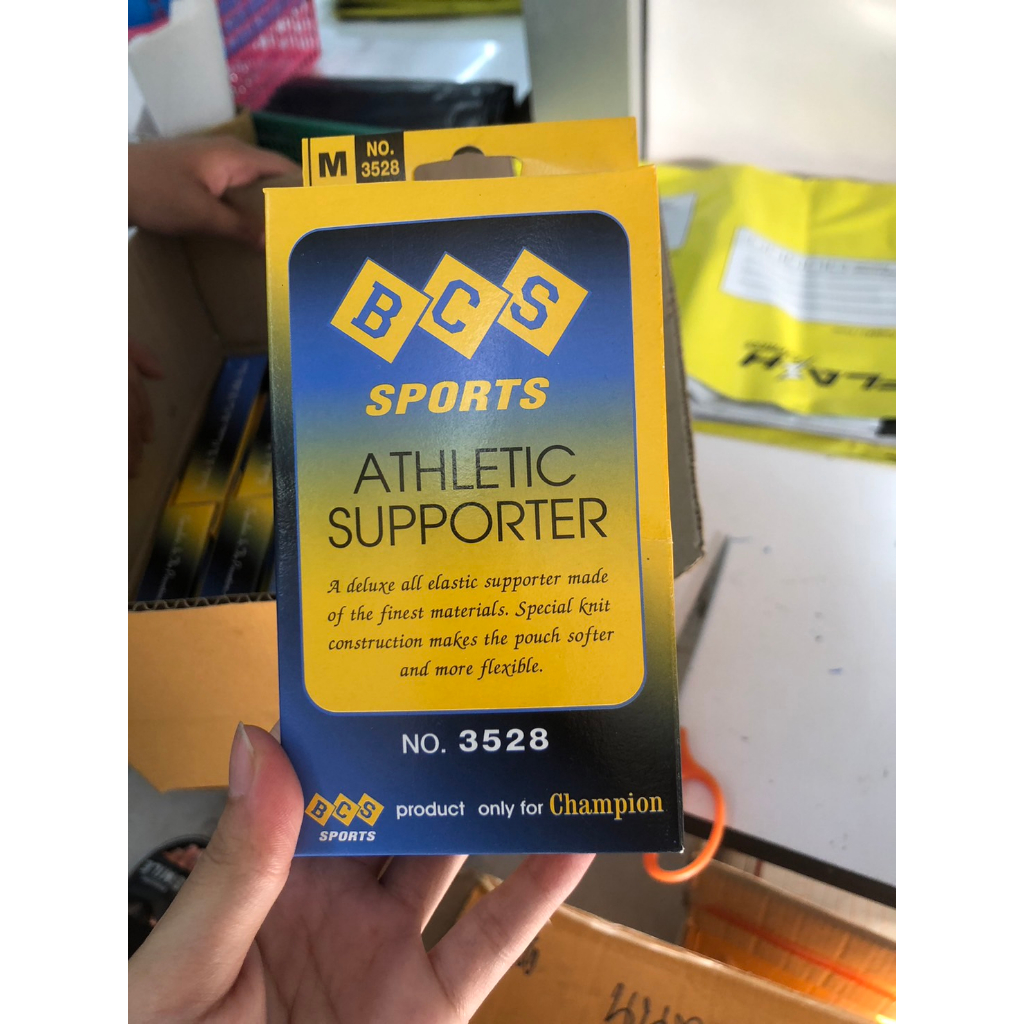 M
NO.
3528
BCS
SPORTS
ATHLETIC
SUPPORTER
A deluxe all elastic supporter made
of the finest materials. Special knit
construction makes the pouch softer
and more flexible.
NO. 3528
BCS
SPORTS
product only for Champion
FLASH